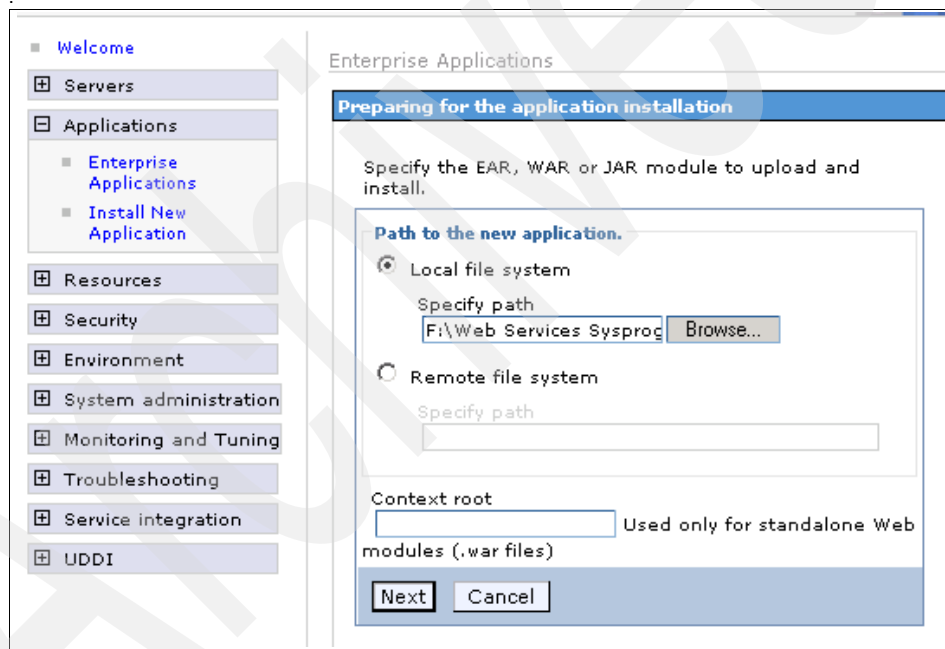 Welcome
Servers
Applications
Enterprise
Applications
Install New
Application
Resources
Security
Environment
System administration
Monitoring and Tuning
Troubleshooting
Service integration
UDDI
Enterprise Applications
Preparing for the application installation
Specify the EAR, WAR or JAR module to upload and
install.
Path to the new application.
Local file system
Specify path
F:\Web Services Sysprog Browse...
Remote file system
Specify path
Context root
Used only for standalone Web
modules (.war files)
Next Cancel